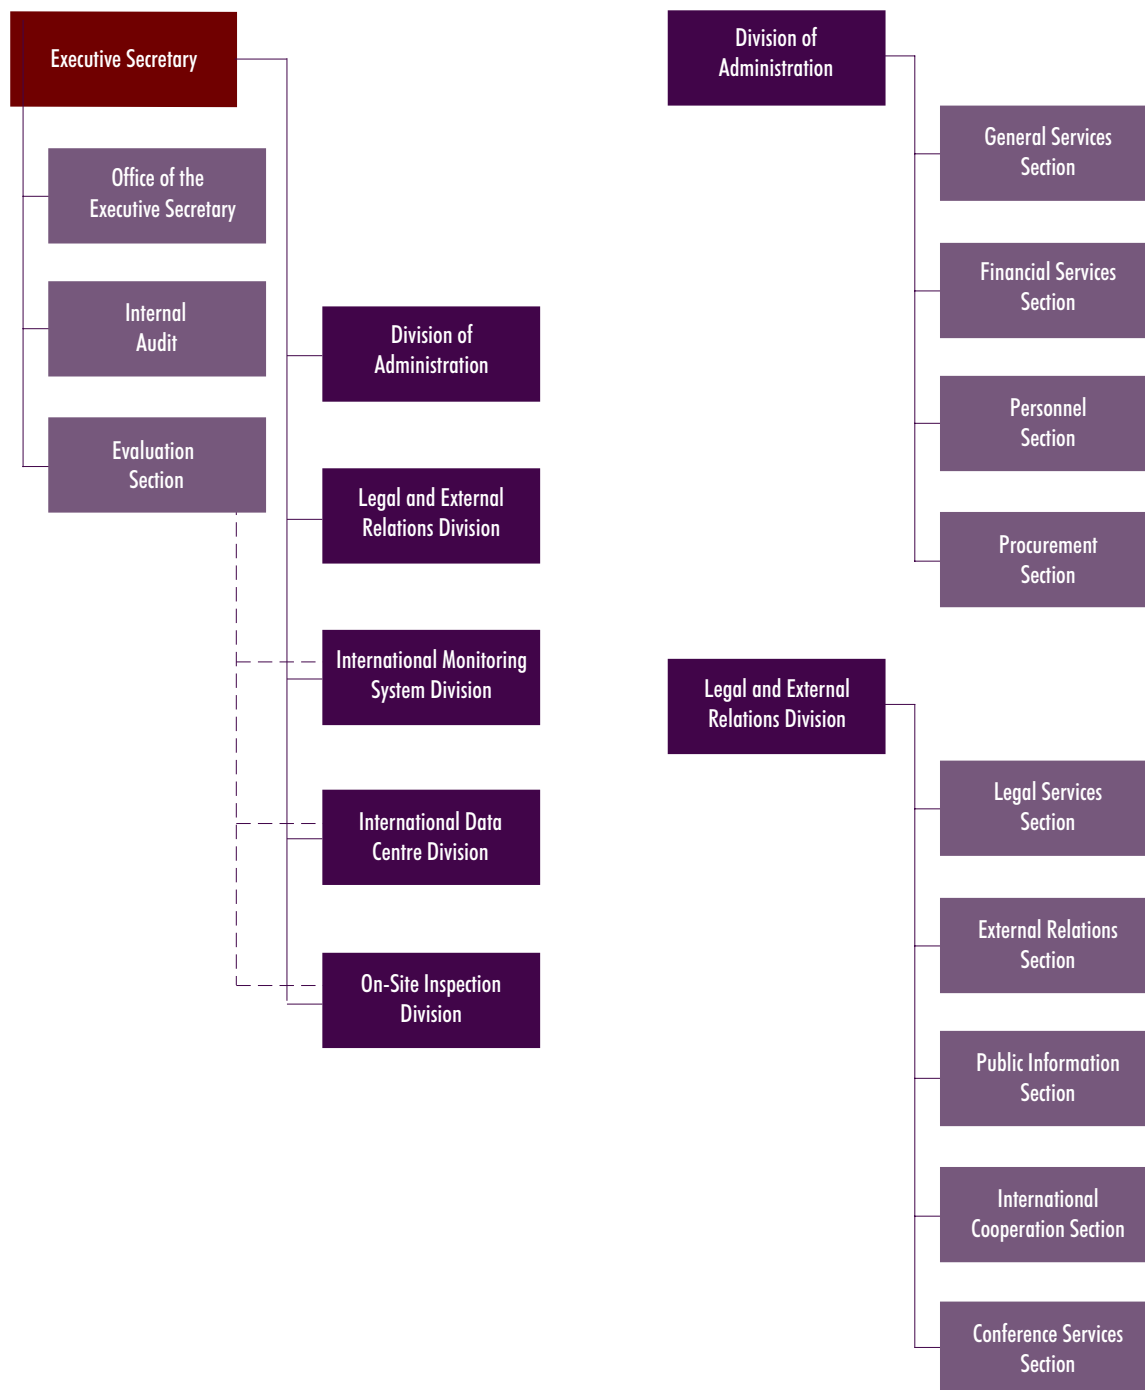 Executive Secretary
Office of the
Executive Secretary
Internal
Audit
Evaluation
Section
Division of
Administration
Legal and External
Relations Division
International Monitoring
System Division
International Data
Centre Division
On-Site Inspection
Division
Division of
Administration
General Services
Section
Financial Services
Section
Personnel
Section
Procurement
Section
Legal and External
Relations Division
Legal Services
Section
External Relations
Section
Public Information
Section
International
Cooperation Section
Conference Services
Section